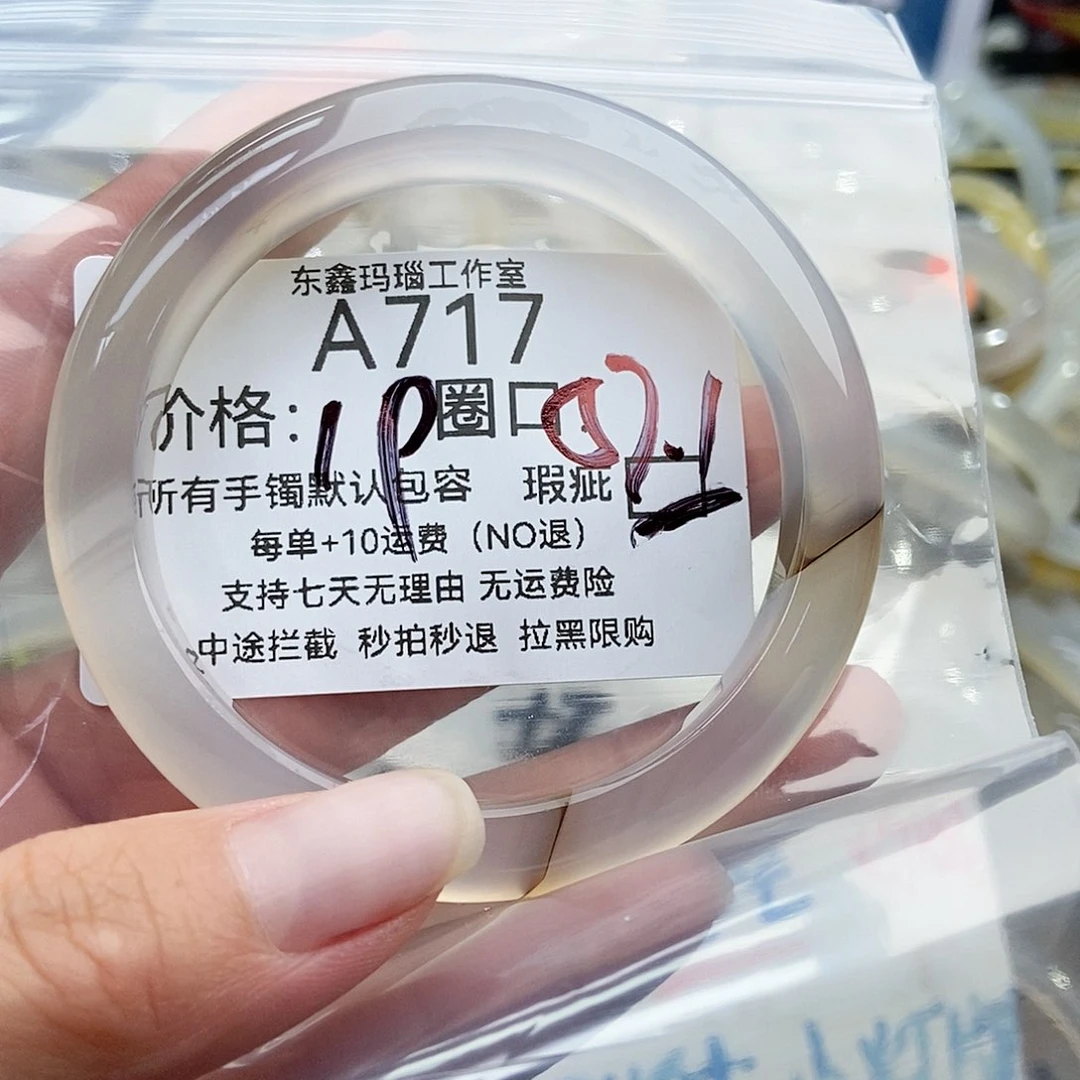 东鑫玛瑙工作室
A717
价格: 圈口
所有手镯默认包容 瑕疵
每单+10运费（NO退）
支持七天无理由 无运费险
中途拦截 秒拍秒退 拉黑限购